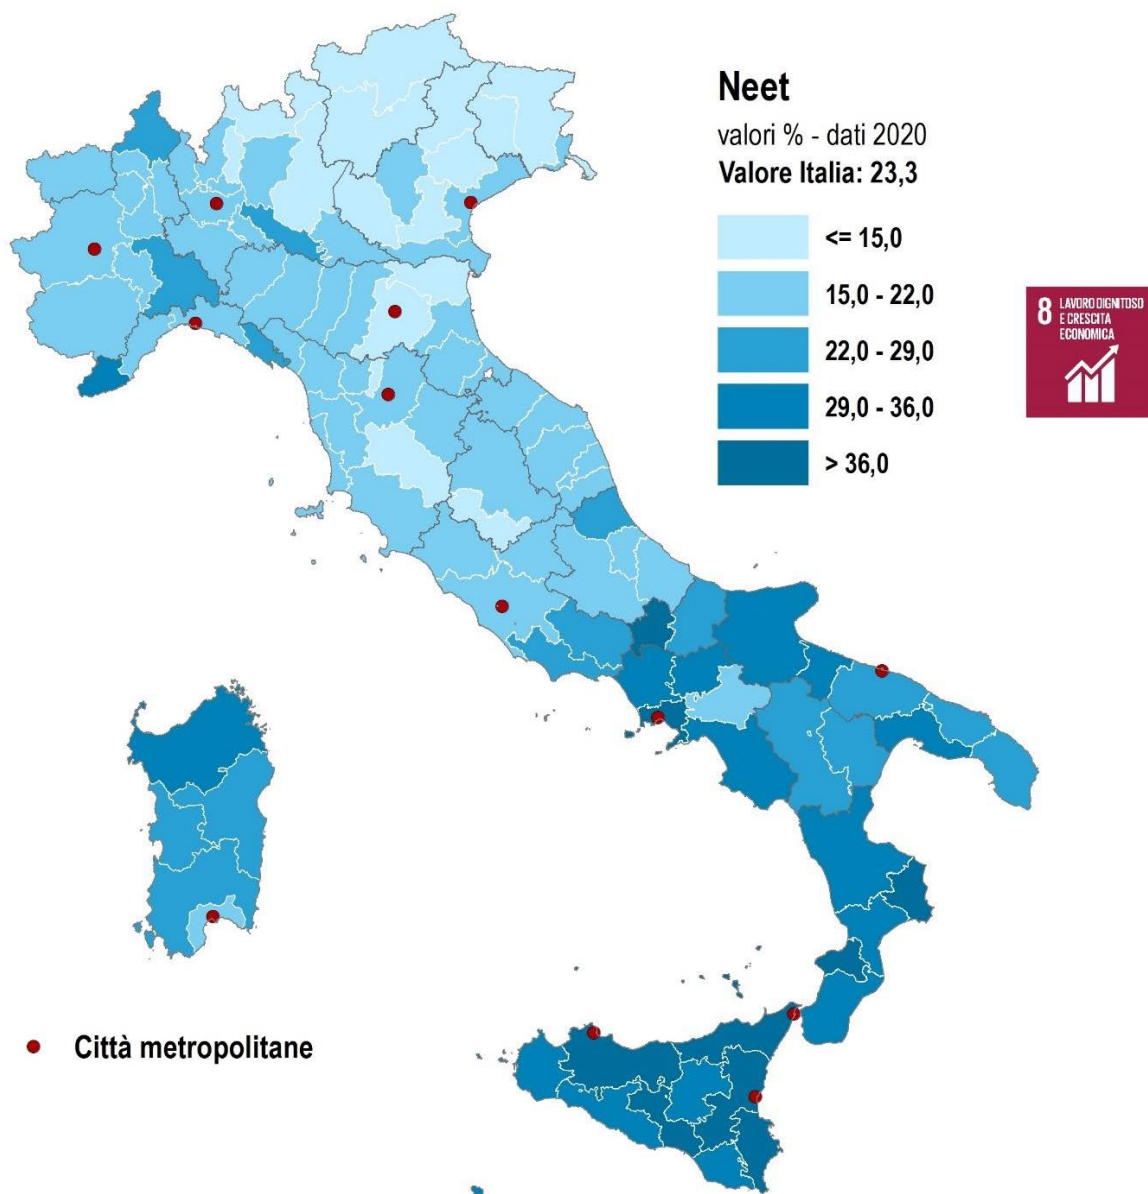 Neet
valori % - dati 2020
Valore Italia: 23,3
<= 15,0
15,0 - 22,0
22,0 - 29,0
29,0 - 36,0
> 36,0
8 LAVORO DIGNITOSO
E CRESCITA
ECONOMICA
Città metropolitane